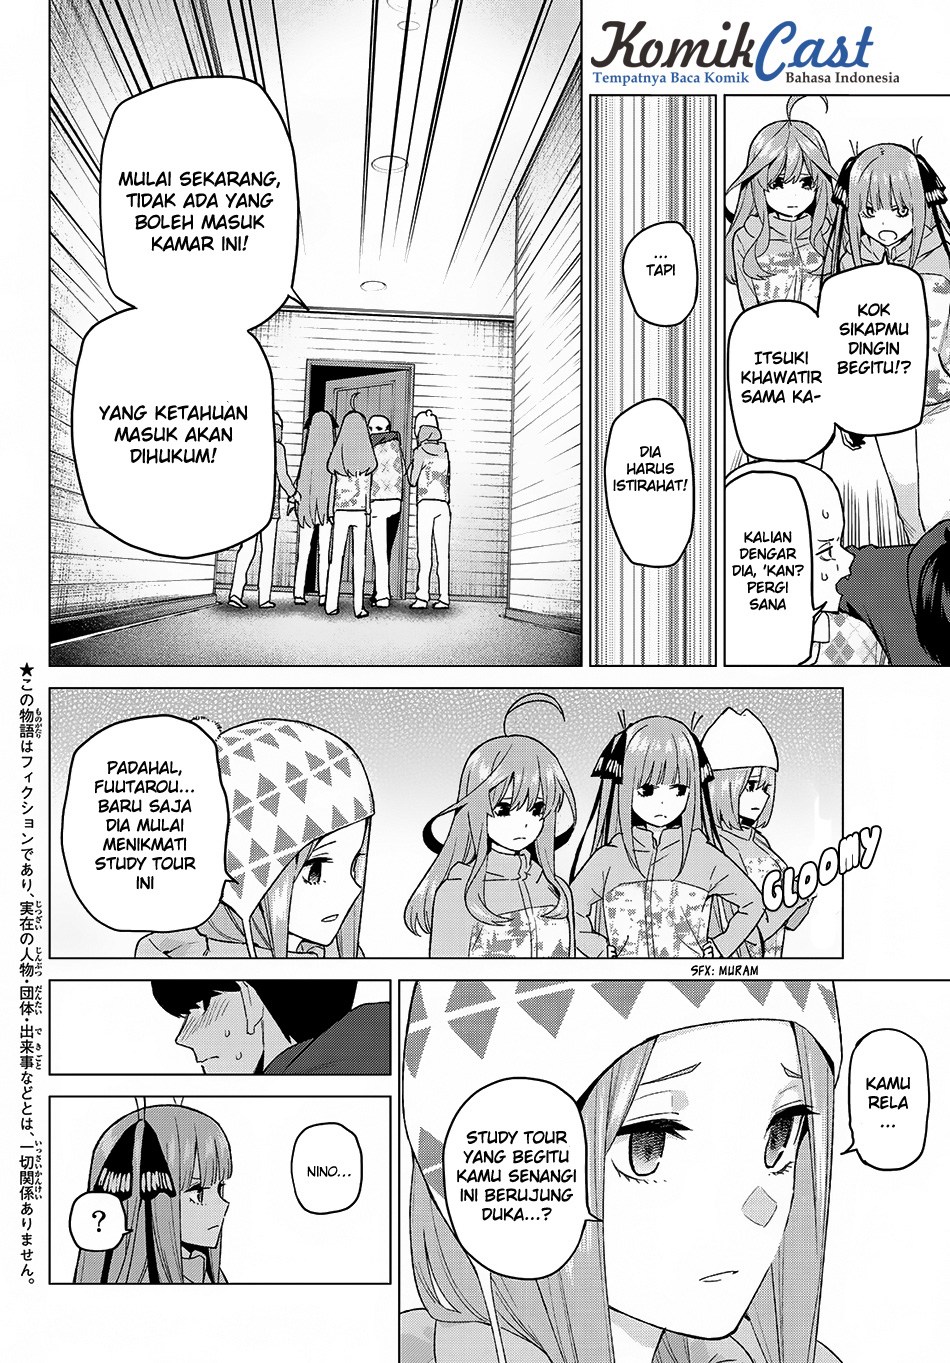 KomikCast
Tempatnya Baca Komik Bahasa Indonesia
KOK
SIKAPMU
DINGIN
BEGITU!?
ITSUKI
KHAWATIR
SAMA KA-
KALIAN
DENGAR
DIA, 'KAN?
PERGI
SANA
...
TAPI
DIA
HARUS
ISTIRAHAT!
MULAI SEKARANG,
TIDAK ADA YANG
BOLEH MASUK
KAMAR INI!
YANG KETAHUAN
MASUK AKAN
DIHUKUM!
GLOOMY
SFX: MURAM
PADAHAL,
FUUTAROU...
BARU SAJA
DIA MULAI
MENIKMATI
STUDY TOUR
INI
KAMU
RELA
...
STUDY TOUR
YANG BEGITU
KAMU SENANGI
INI BERUJUNG
DUKA...?
NINO...
?
★この物語はフィクションであり、実在の人物・団体・出来事などとは、一切関係ありません。